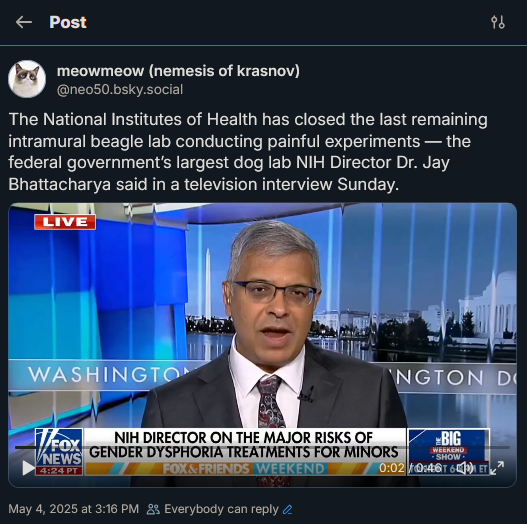 Post
meowmeow (nemesis of krasnov)
@neo50.bsky.social
The National Institutes of Health has closed the last remaining
intramural beagle lab conducting painful experiments — the
federal government's largest dog lab NIH Director Dr. Jay
Bhattacharya said in a television interview Sunday.
LIVE
WASHINGTON
NGTON D
NIH DIRECTOR ON THE MAJOR RISKS OF
GENDER DYSPHORIA TREATMENTS FOR MINORS
FOX
NEWS
4:24 PT
FOX&FRIENDS WEEKEND
THE BIG
WEEKEND
SHOW
ET
0:02 / 0:46
May 4, 2025 at 3:16 PM
Everybody can reply